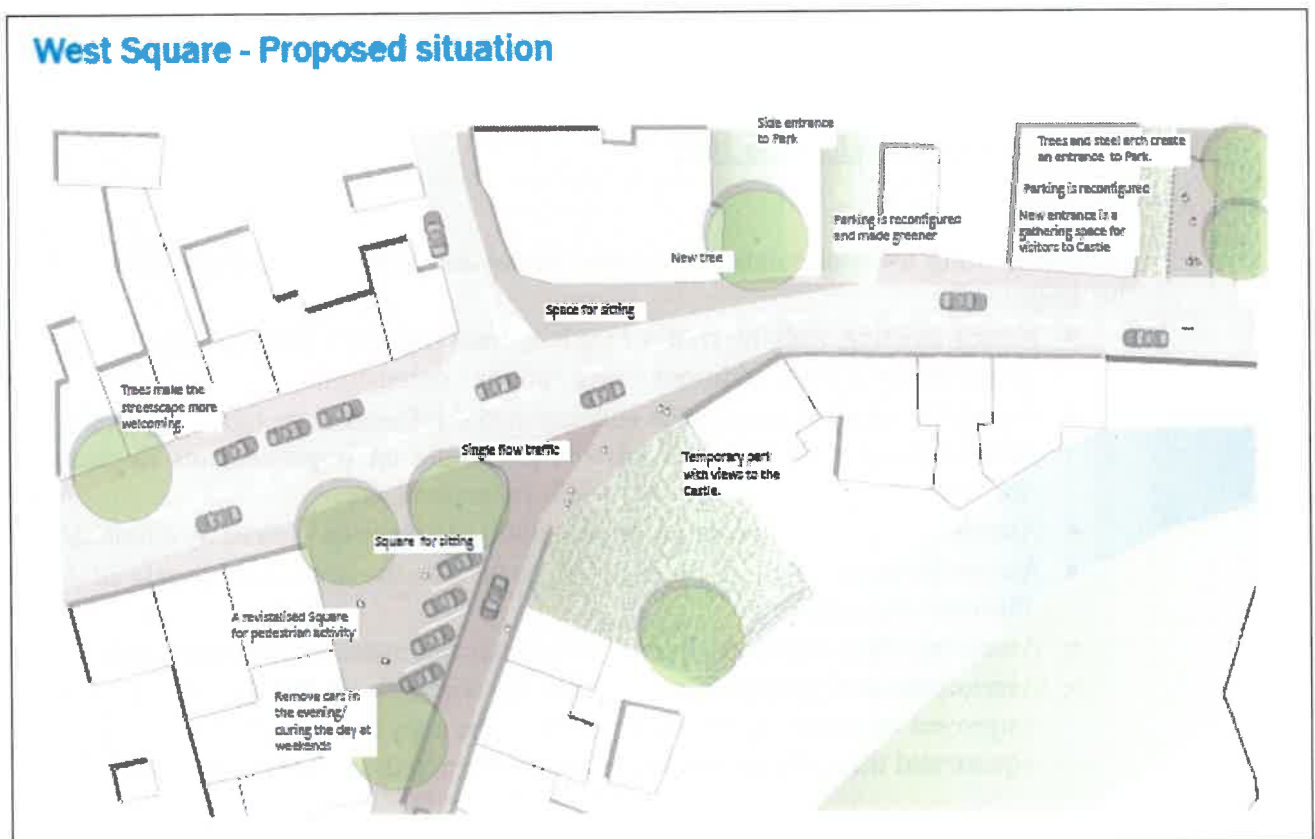 West Square - Proposed situation
Side entrance
to Park
Trees and steel arch create
an entrance to Park.
Parking is reconfigured
New entrance is a
gathering space for
visitors to Castle
Parking is reconfigured
and made greener
New tree
Space for sitting
Trees make the
streetscape more
welcoming.
Single flow traffic
Temporary park
with views to the
Castle.
Square for sitting
A revistalised Square
for pedestrian activity
Remove cars in
the evening/
during the day at
weekends